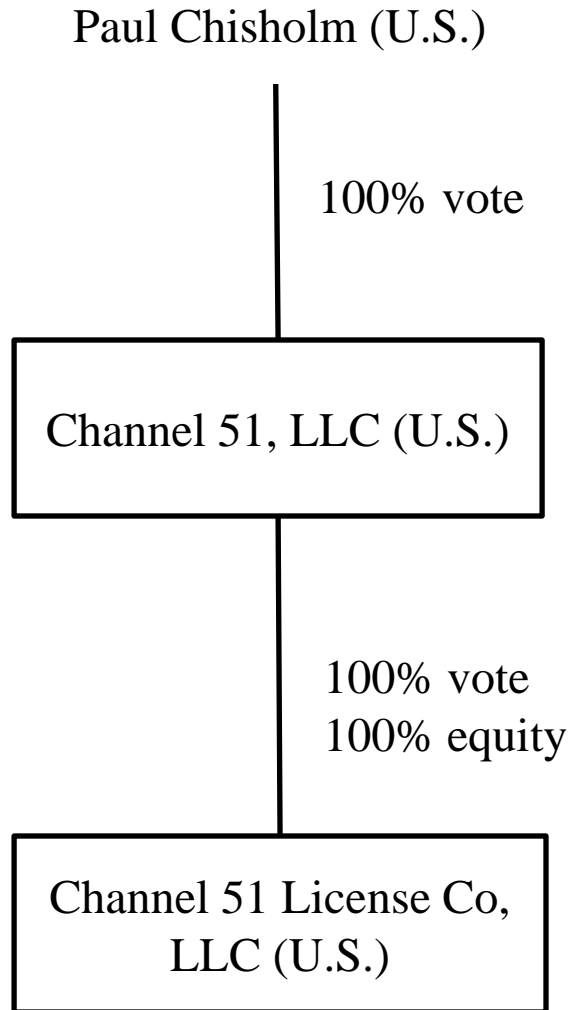 Paul Chisholm (U.S.)
100% vote
Channel 51, LLC (U.S.)
100% vote
100% equity
Channel 51 License Co,
LLC (U.S.)